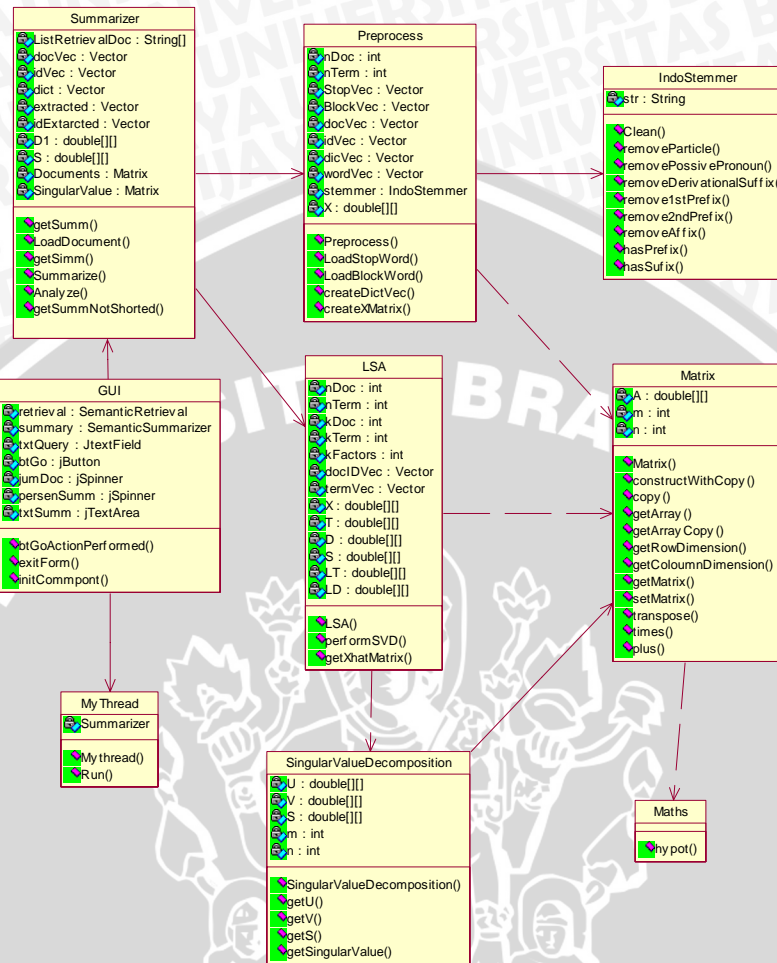 Summarizer
ListRetrievalDoc : String[]
docVec : Vector
idVec : Vector
dict : Vector
extracted : Vector
idExtarcted : Vector
D1 : double[][]
S : double[][]
Documents : Matrix
SingularValue : Matrix
getSumm()
LoadDocument()
getSimm()
Summarize()
Analyze()
getSummNotShorted()
Preprocess
nDoc : int
nTerm : int
StopVec : Vector
BlockVec : Vector
docVec : Vector
idVec : Vector
dicVec : Vector
wordVec : Vector
stemmer : IndoStemmer
X : double[][]
Preprocess()
LoadStopWord()
LoadBlockWord()
createDictVec()
createXMatrix()
IndoStemmer
str : String
Clean()
removeParticle()
removePossivePronoun()
removeDerivationalSuffix()
remove1stPrefix()
remove2ndPrefix()
removeAffix()
hasPrefix()
hasSufix()
GUI
retrieval : SemanticRetrieval
summary : SemanticSummarizer
txtQuery : JtextField
btGo : jButton
jumDoc : jSpinner
persenSumm : jSpinner
txtSumm : jTextArea
btGoActionPerformed()
exitForm()
initCommpont()
LSA
nDoc : int
nTerm : int
kDoc : int
kTerm : int
kFactors : int
docIDVec : Vector
termVec : Vector
X : double[][]
T : double[][]
D : double[][]
S : double[][]
LT : double[][]
LD : double[][]
LSA()
performSVD()
getXhatMatrix()
Matrix
A : double[][]
m : int
n : int
Matrix()
constructWithCopy()
copy()
getArray()
getArrayCopy()
getRowDimension()
getColoumnDimension()
getMatrix()
setMatrix()
transpose()
times()
plus()
MyThread
Summarizer
Mythread()
Run()
SingularValueDecomposition
U : double[][]
V : double[][]
S : double[][]
m : int
n : int
SingularValueDecomposition()
getU()
getV()
getS()
getSingularValue()
Maths
hypot()